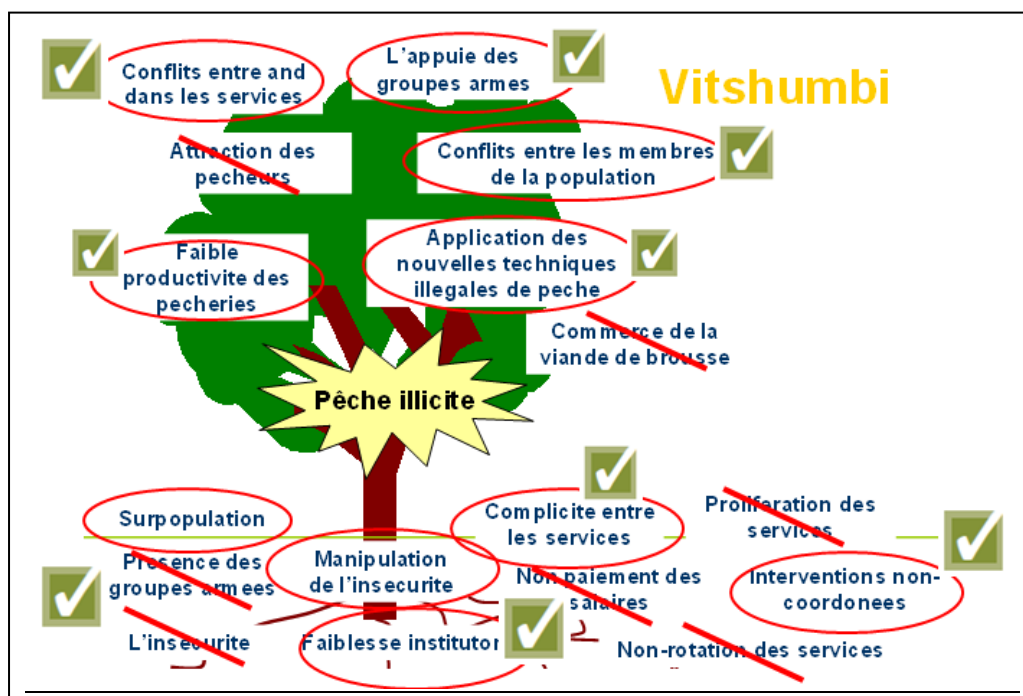 Vitshumbi
Conflits entre and
dans les services
L'appuie des
groupes armes
Attraction des
pecheurs
Conflits entre les membres
de la population
Faible
productivite des
pecheries
Application des
nouvelles techniques
illegales de peche
Commerce de la
viande de brousse
Pêche illicite
Surpopulation
Complicite entre
les services
Proliferation des
services
Presence des
groupes armees
Manipulation
de l'insecurite
Non paiement des
salaires
Interventions non-
coordonees
L'insecurite
Faiblesse institutor
Non-rotation des services